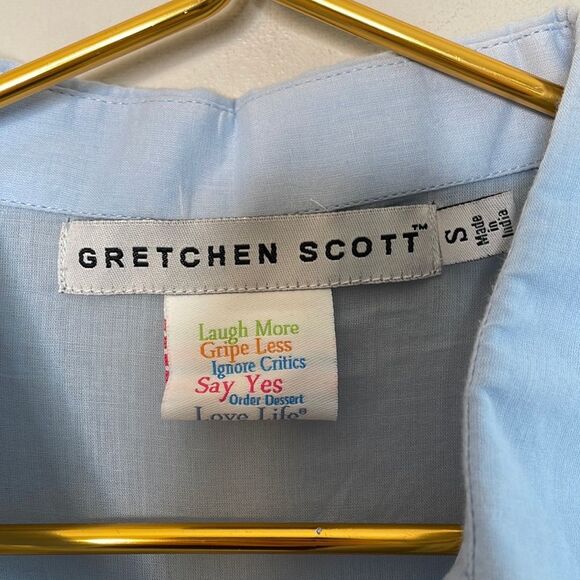 GRETCHEN SCOTT™
S
Made
in
India
Laugh More
Gripe Less
Ignore Critics
Say Yes
Order Dessert
Love Life®